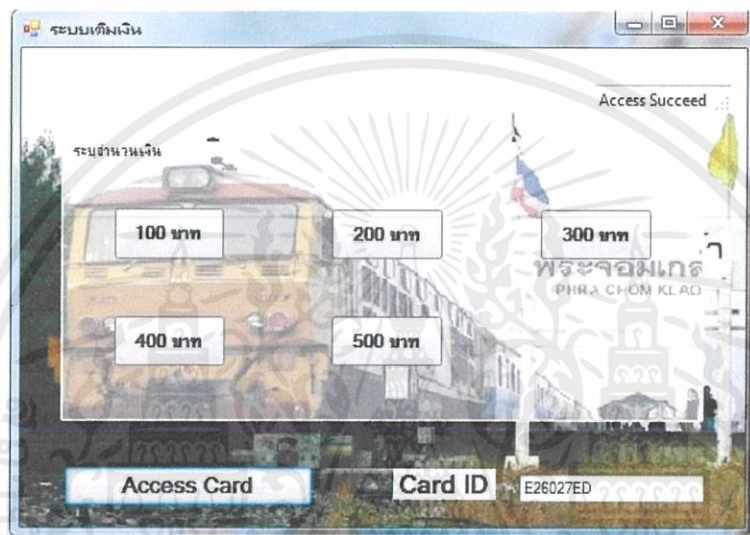 ระบบเติมเงิน
Access Succeed
ระบุจำนวนเงิน
100 บาท
200 บาท
300 บาท
พระจอมเกล
PHRA CHOM KLAO
400 บาท
500 บาท
Access Card
Card ID
E26027ED